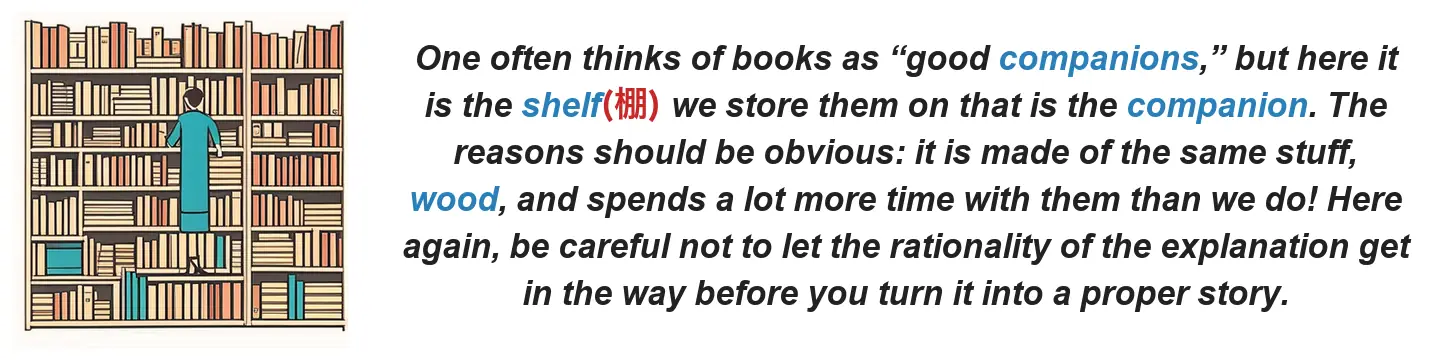 One often thinks of books as “good companions,” but here it
is the shelf(棚) we store them on that is the companion. The
reasons should be obvious: it is made of the same stuff,
wood, and spends a lot more time with them than we do! Here
again, be careful not to let the rationality of the explanation get
in the way before you turn it into a proper story.